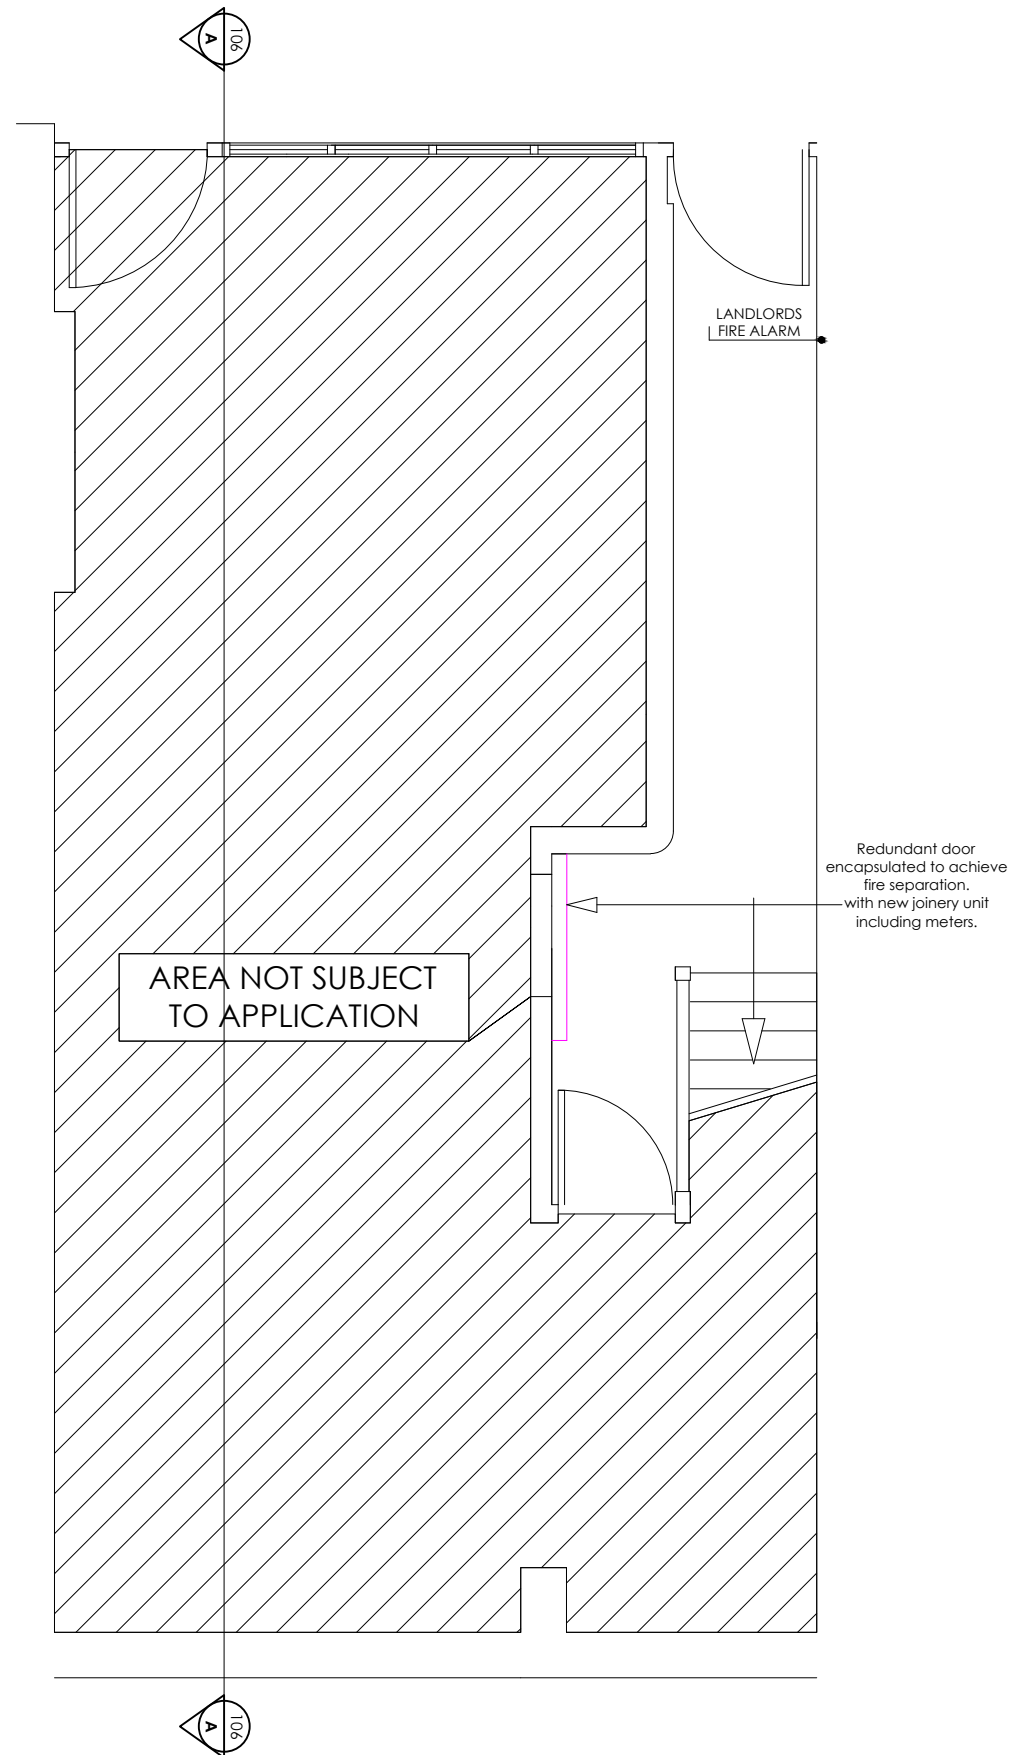 A
106
LANDLORDS
FIRE ALARM
Redundant door
encapsulated to achieve
fire separation.
with new joinery unit
including meters.
AREA NOT SUBJECT
TO APPLICATION
A
106